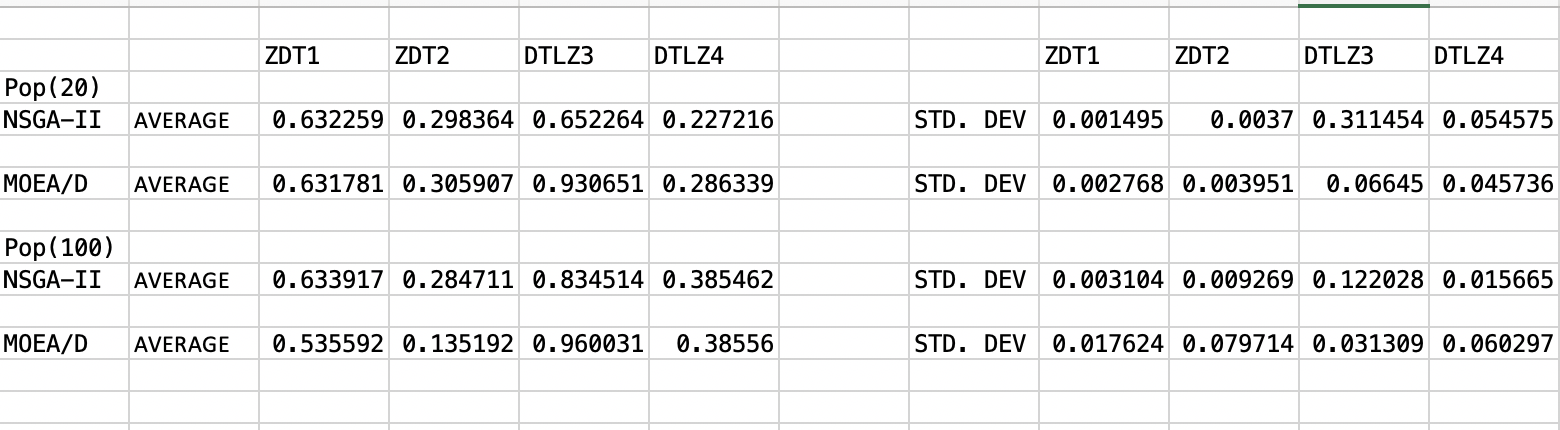 ZDT1 ZDT2 DTLZ3 DTLZ4 ZDT1 ZDT2 DTLZ3 DTLZ4
Pop(20)
NSGA-II AVERAGE 0.632259 0.298364 0.652264 0.227216 STD. DEV 0.001495 0.0037 0.311454 0.054575
MOEA/D AVERAGE 0.631781 0.305907 0.930651 0.286339 STD. DEV 0.002768 0.003951 0.06645 0.045736
Pop(100)
NSGA-II AVERAGE 0.633917 0.284711 0.834514 0.385462 STD. DEV 0.003104 0.009269 0.122028 0.015665
MOEA/D AVERAGE 0.535592 0.135192 0.960031 0.38556 STD. DEV 0.017624 0.079714 0.031309 0.060297